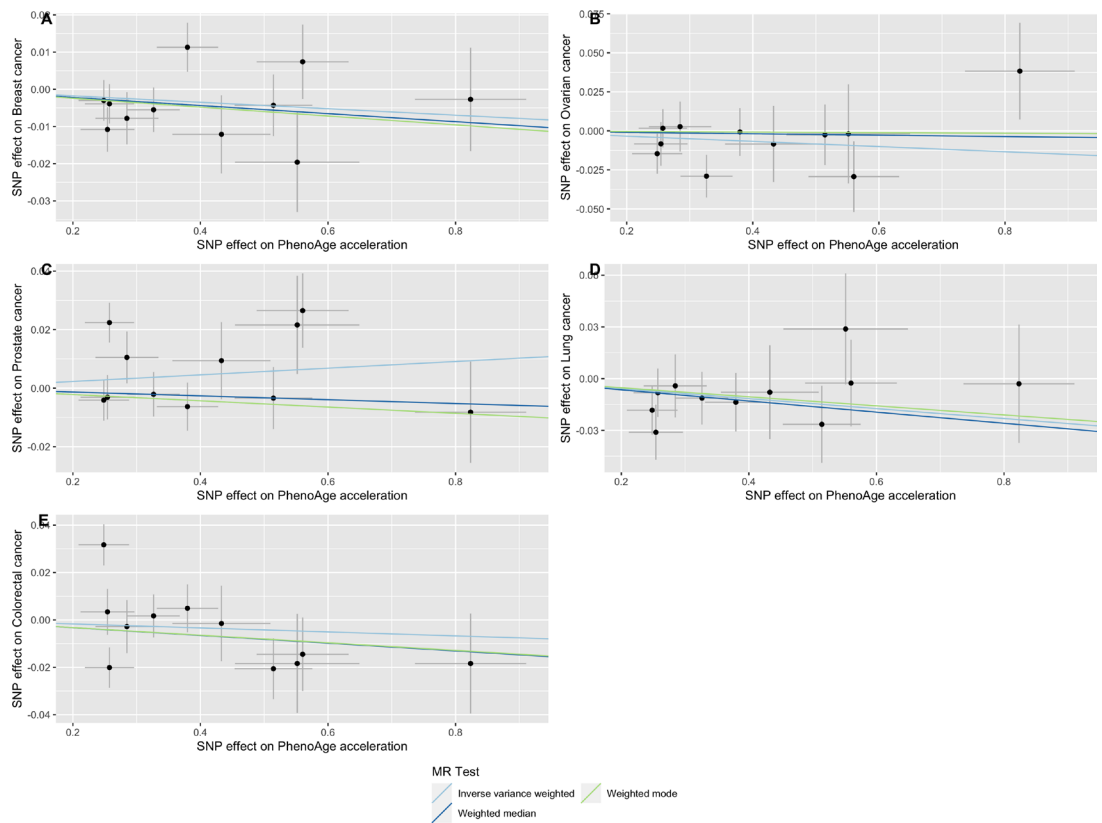 A
0.00
-0.01
-0.02
-0.03
0.01
SNP effect on Breast cancer
0.2
0.4
0.6
0.8
SNP effect on PhenoAge acceleration
B
0.075
0.050
0.025
0.000
-0.025
-0.050
SNP effect on Ovarian cancer
0.2
0.4
0.6
0.8
SNP effect on PhenoAge acceleration
C
0.02
0.00
-0.02
SNP effect on Prostate cancer
0.2
0.4
0.6
0.8
SNP effect on PhenoAge acceleration
D
0.03
0.00
-0.03
SNP effect on Lung cancer
0.2
0.4
0.6
0.8
SNP effect on PhenoAge acceleration
E
0.02
0.00
-0.02
-0.04
SNP effect on Colorectal cancer
0.2
0.4
0.6
0.8
SNP effect on PhenoAge acceleration
MR Test
Inverse variance weighted
Weighted mode
Weighted median